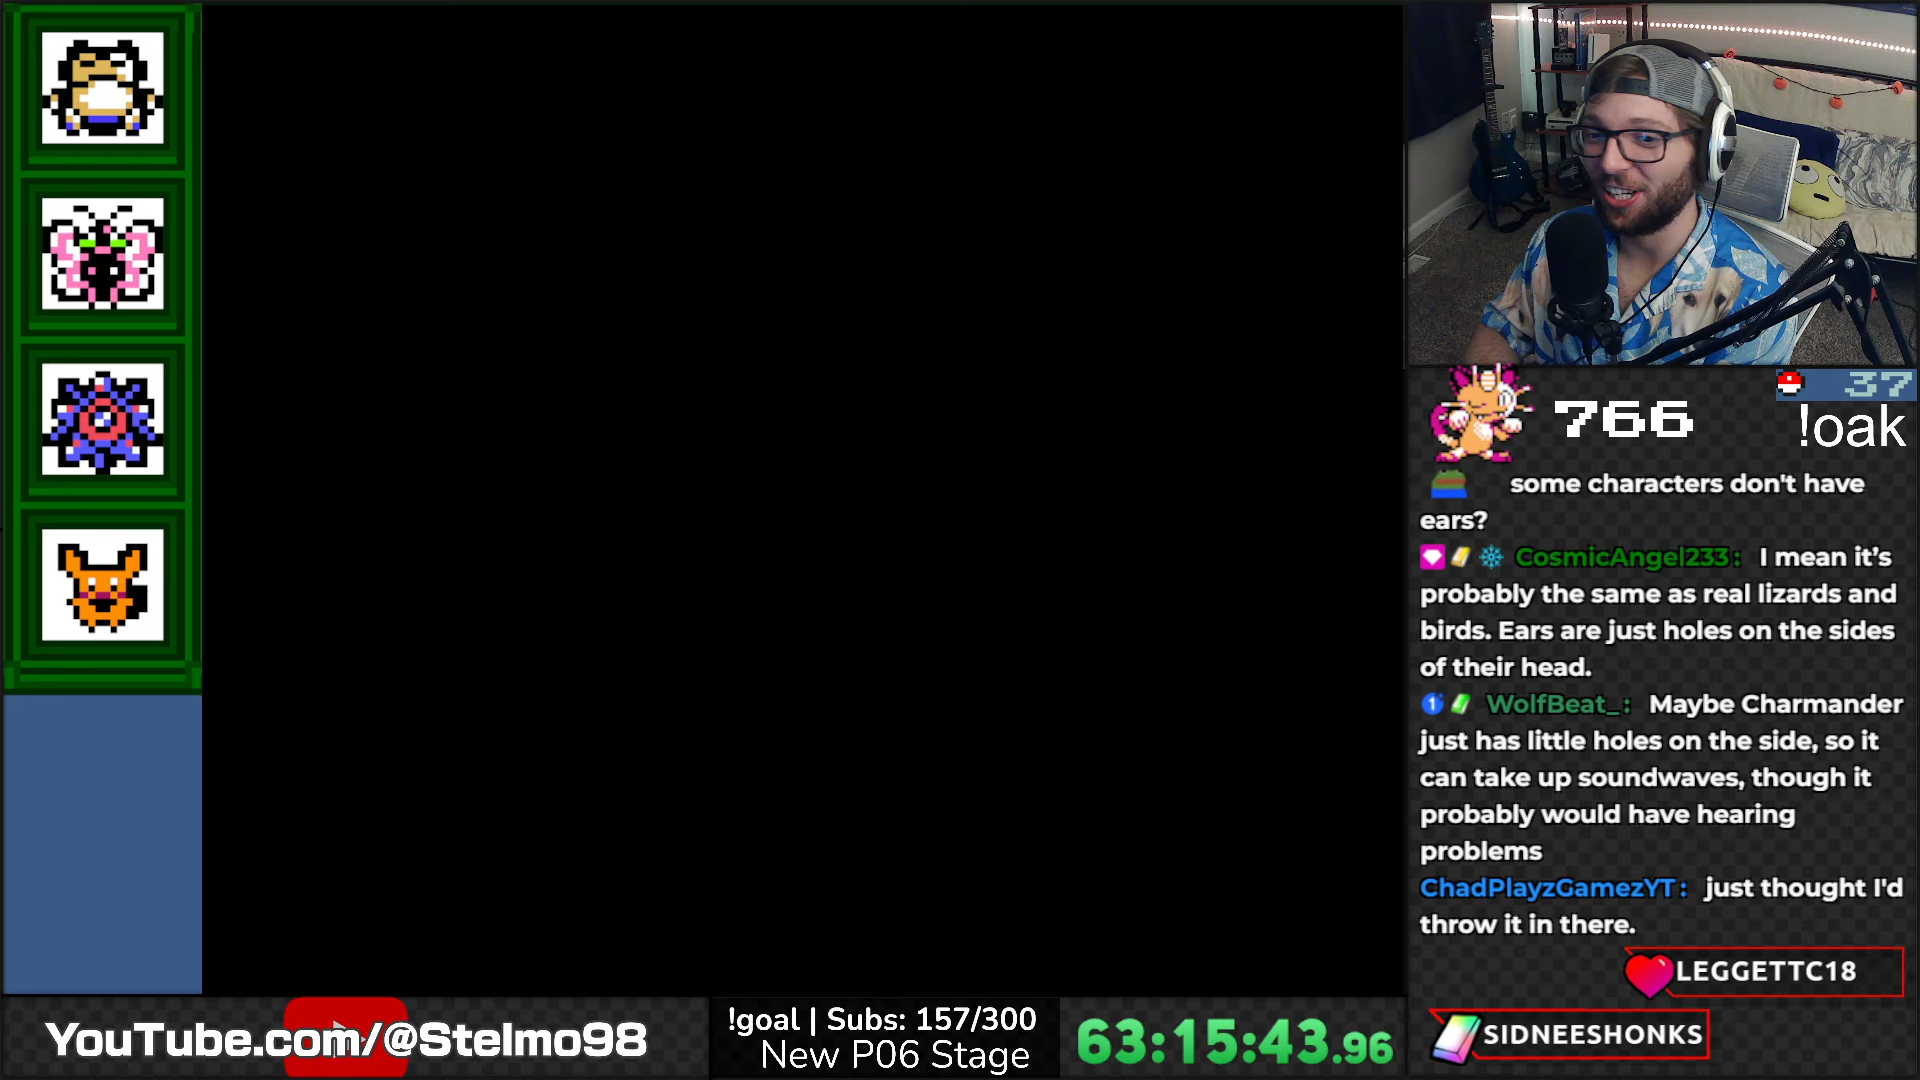 37
766
!oak
some characters don't have
ears?
CosmicAngel233: I mean it's
probably the same as real lizards and
birds. Ears are just holes on the sides
of their head.
1 WolfBeat_: Maybe Charmander
just has little holes on the side, so it
can take up soundwaves, though it
probably would have hearing
problems
ChadPlayzGamezYT: just thought I'd
throw it in there.
LEGGETTC18
SIDNEESHONKS
YouTube.com/@Stelmo98
!goal | Subs: 157/300
New P06 Stage
63:15:43.96